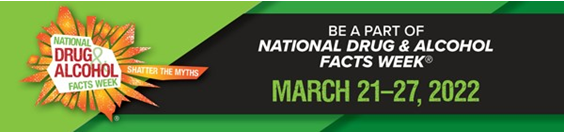 NATIONAL
DRUG &
ALCOHOL
FACTS WEEK
SHATTER THE MYTHS
®
BE A PART OF
NATIONAL DRUG & ALCOHOL
FACTS WEEK®
MARCH 21–27, 2022